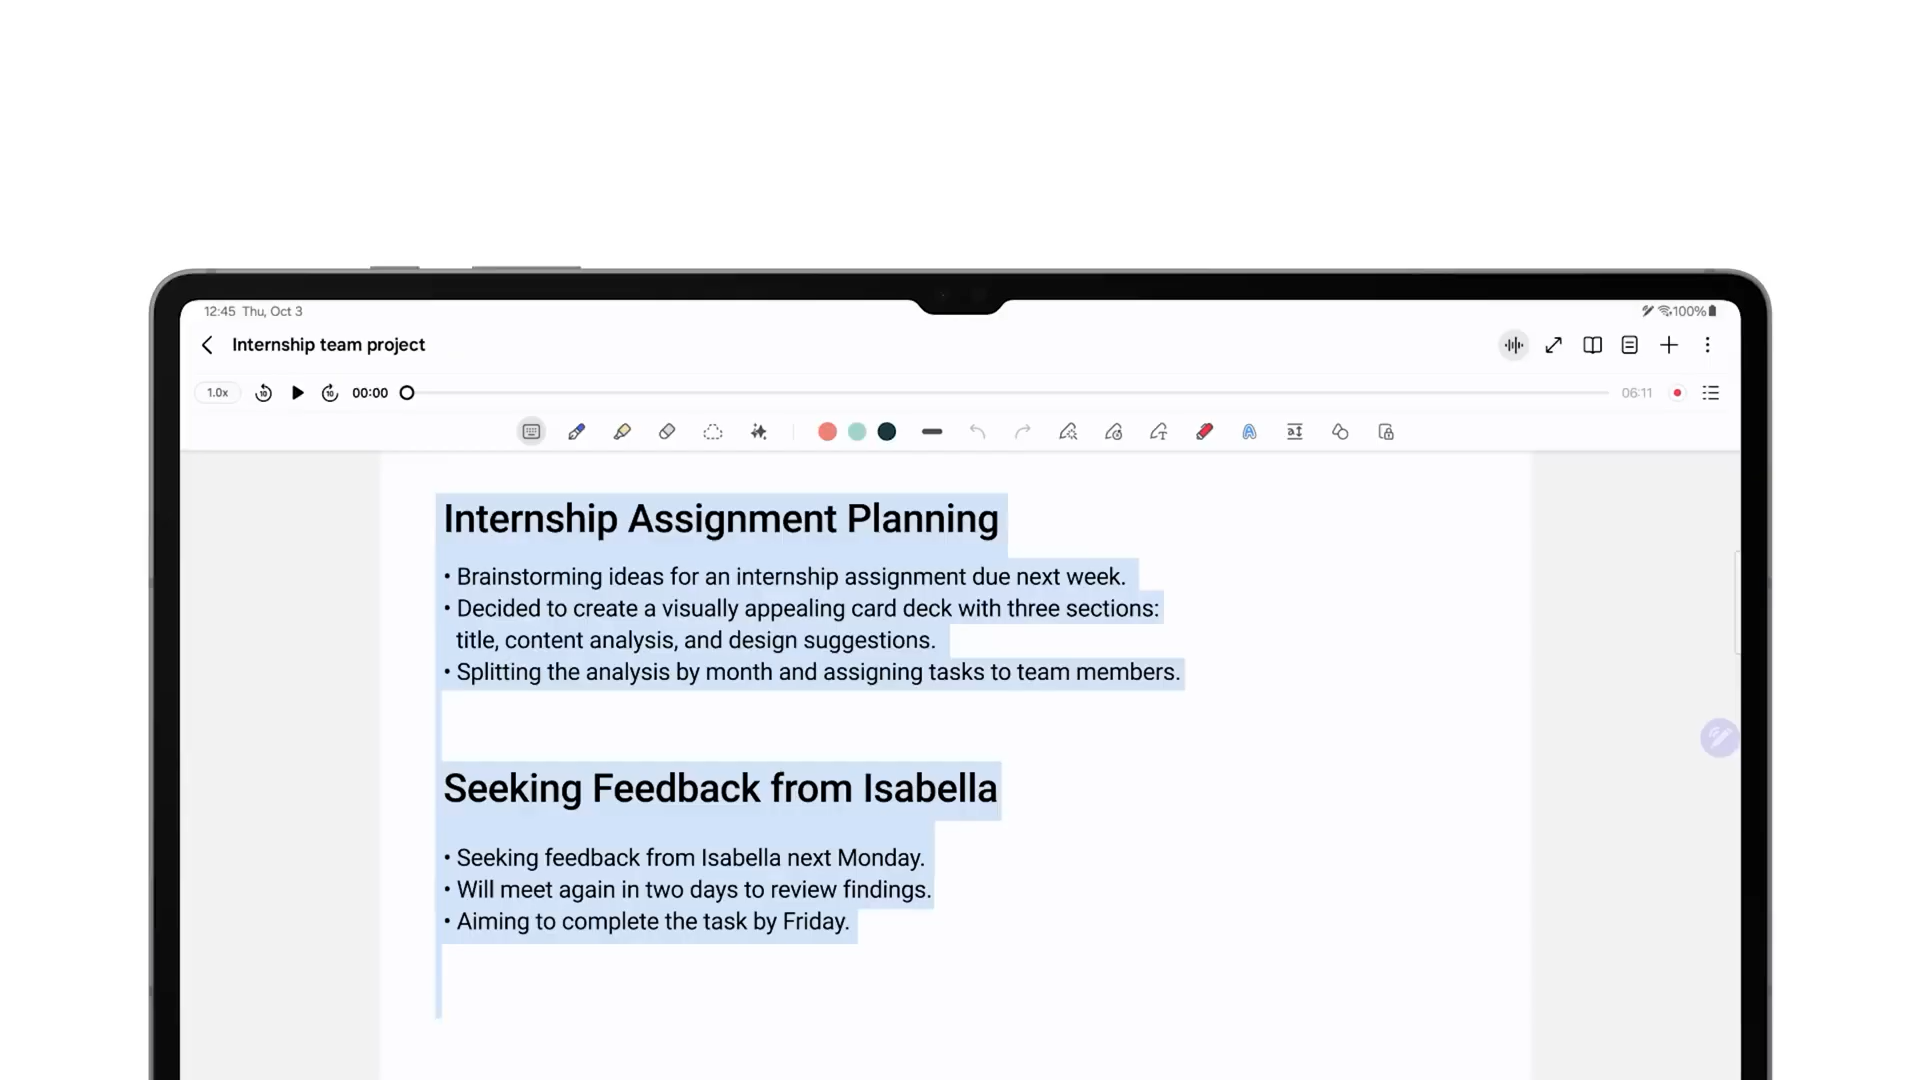 12:45 Thu, Oct 3
100%
Internship team project
1.0x 10 10 00:00 06:11
Internship Assignment Planning
• Brainstorming ideas for an internship assignment due next week.
• Decided to create a visually appealing card deck with three sections:
title, content analysis, and design suggestions.
• Splitting the analysis by month and assigning tasks to team members.
Seeking Feedback from Isabella
• Seeking feedback from Isabella next Monday.
• Will meet again in two days to review findings.
• Aiming to complete the task by Friday.